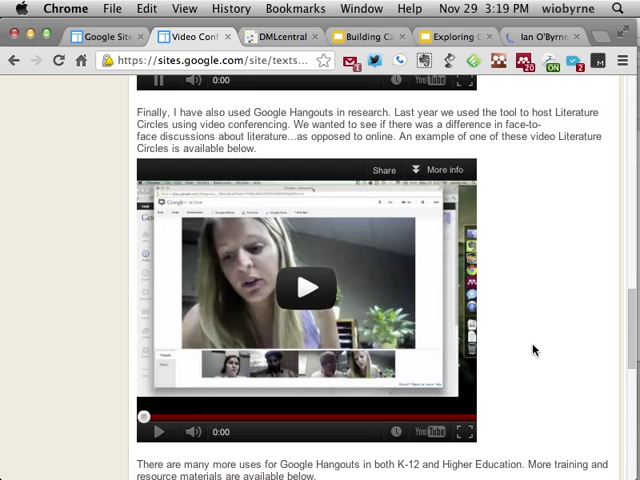 Chrome File Edit View History Bookmarks Window Nov 29 3:19 PM wiobyrne
Google Site
Video Conf
DMLcentral
Building Ca
Exploring C
Ian O'Byrne
https://sites.google.com/site/texts
1
20
2
0:00
YouTube
Finally, I have also used Google Hangouts in research. Last year we used the tool to host Literature
Circles using video conferencing. We wanted to see if there was a difference in face-to-
face discussions about literature...as opposed to online. An example of one of these video Literature
Circles is available below.
Share More info
0:00
YouTube
There are many more uses for Google Hangouts in both K-12 and Higher Education. More training and
resource materials are available below.